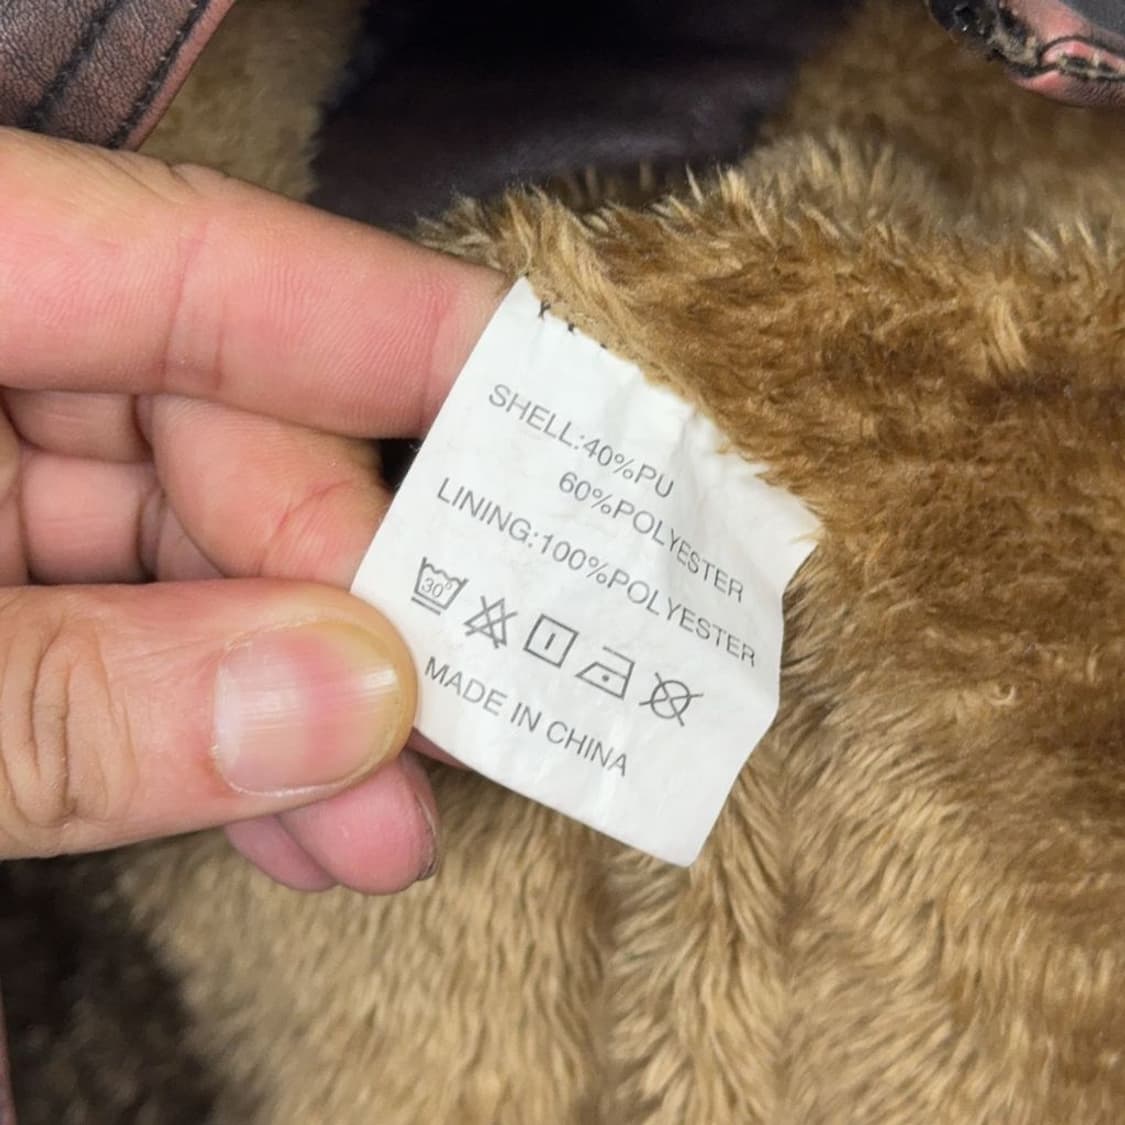 SHELL:40%PU
60%POLYESTER
LINING:100%POLYESTER
30°
MADE IN CHINA